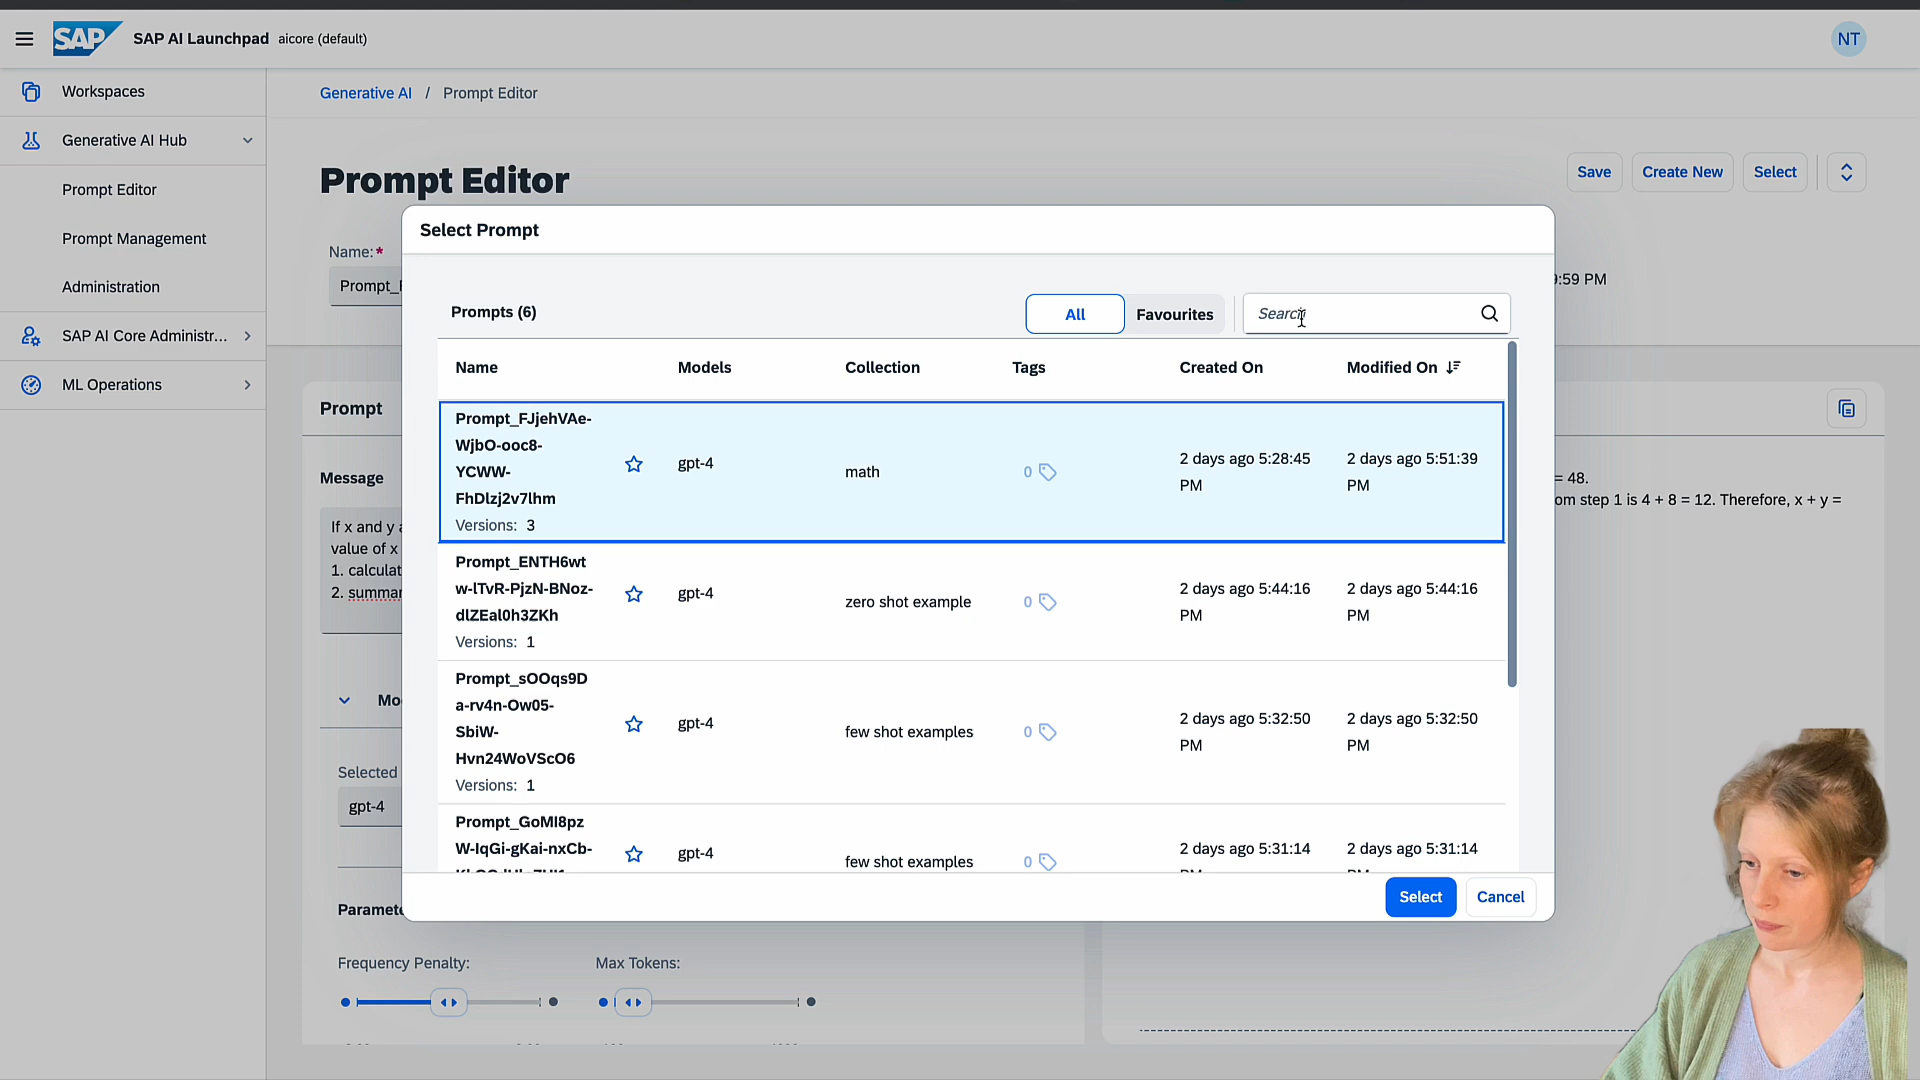 SAP SAP AI Launchpad aicore (default) NT
Workspaces
Generative AI Hub
Prompt Editor
Prompt Management
Administration
SAP AI Core Administr...
ML Operations
Generative AI / Prompt Editor
Prompt Editor
Save Create New Select
Name:*
Prompt_
9:59 PM
Select Prompt
Prompts (6) All Favourites Search
Name Models Collection Tags Created On Modified On
Prompt_FJjehVAe-
WjbO-ooc8-
YCWW-
FhDlzj2v7lhm
Versions: 3
gpt-4
math
0
2 days ago 5:28:45
PM
2 days ago 5:51:39
PM
Prompt_ENTH6wt
w-lTvR-PjzN-BNoz-
dlZEal0h3ZKh
Versions: 1
gpt-4
zero shot example
0
2 days ago 5:44:16
PM
2 days ago 5:44:16
PM
Prompt_sOOqs9D
a-rv4n-Ow05-
SbiW-
Hvn24WoVScO6
Versions: 1
gpt-4
few shot examples
0
2 days ago 5:32:50
PM
2 days ago 5:32:50
PM
Prompt_GoMI8pz
W-IqGi-gKai-nxCb-
gpt-4
few shot examples
0
2 days ago 5:31:14
2 days ago 5:31:14
Select Cancel
Prompt
Message
If x and y a
value of x
1. calculat
2. summar
Mo
Selected
gpt-4
Paramete
Frequency Penalty:
Max Tokens:
= 48.
om step 1 is 4 + 8 = 12. Therefore, x + y =